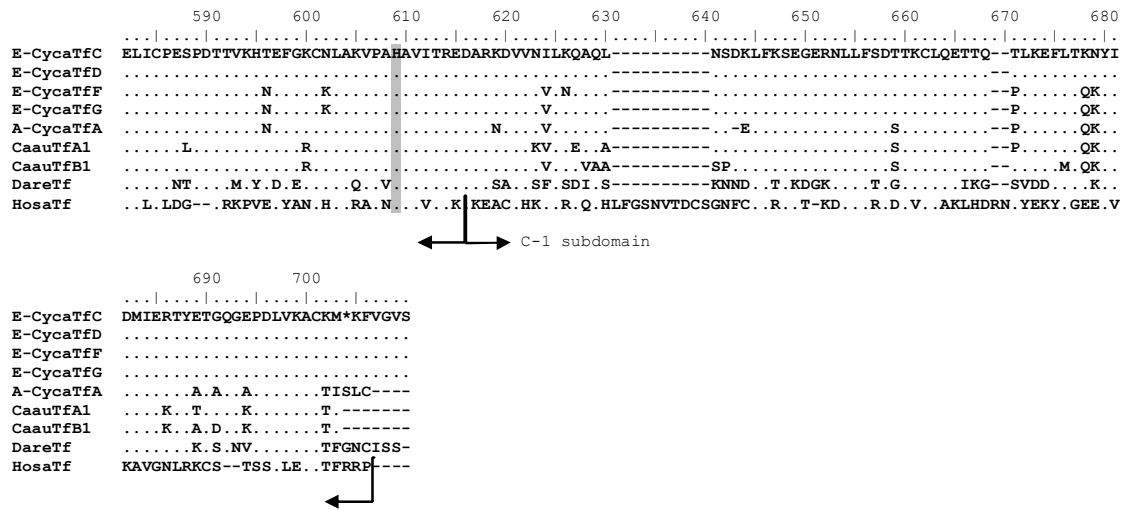 590 600 610 620 630 640 650 660 670 680
...|....|....|....|....|....|....|....|....|....|....|....|....|....|....|....|....|....|....|....|.
E-CycaTfC ELICPESPDTTVKHTEFGKCNLAKVPAHAVITREDARKDVVNILKQAQL----------NSDKLFKSEGERNLLFSDTTKCLQETTQ--TLKEFLTKNYI
E-CycaTfD .................................................----------............................--...........
E-CycaTfF ..............N.....K.....................V.I....----------............................--P......QK..
E-CycaTfG ..............N.....K.....................V......----------............................--P......QK..
A-CycaTfA ..............N......................N....V......----------..-E..............S.........--P......QK..
CaauTfA1 ......L...........R......................KV..E..A----------..................S.........--P......QK..
CaauTfB1 ..................R.......................V...VAA----------SP................S.........--.....M.QK..
DareTf .....NT....M.Y.D.E.....Q..V..........SA..SF.SDI.S----------KNND..T.KDGK....T.G......IKG--SVDD....K..
HosaTf ..L.LDG--.RKPVE.YAN.H..RA.N...V..K.KEAC.HK..R.Q.HLFGSNVTDCSGNFC..R..T-KD...R.D.V..AKLHDRN.YEKY.GEE.V
C-1 subdomain
690 700
...|....|....|....|....|....
E-CycaTfC DMIERTYETGQGEPDLVKACKM*KFVGVS
E-CycaTfD .............................
E-CycaTfF .............................
E-CycaTfG .............................
A-CycaTfA .......A.A..A.......TISLC----
CaauTfA1 ....K..T....K.......T.-------
CaauTfB1 ....K..A.D..K.......T.-------
DareTf .......K.S.NV.......TFGNCISS-
HosaTf KAVGNLRKCS--TSS.LE..TFRRP----